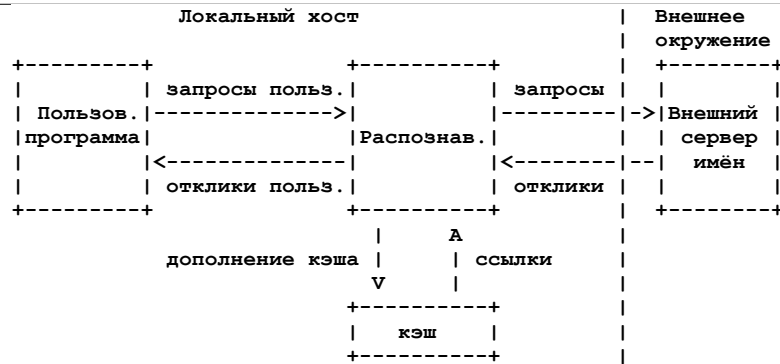 Локальный хост | Внешнее
| окружение
+---------+ +----------+ | +--------+
| | запросы польз.| | запросы | | |
| Пользов.|-------------->| |---------|->|Внешний |
|программа| |Распознав.| | | сервер
| |<--------------| |<--------|--| имён |
| | отклики польз.| | отклики | | |
+---------+ +----------+ | +--------+
| A |
дополнение кэша | | ссылки |
V | |
+----------+ |
| кэш | |
+----------+ |